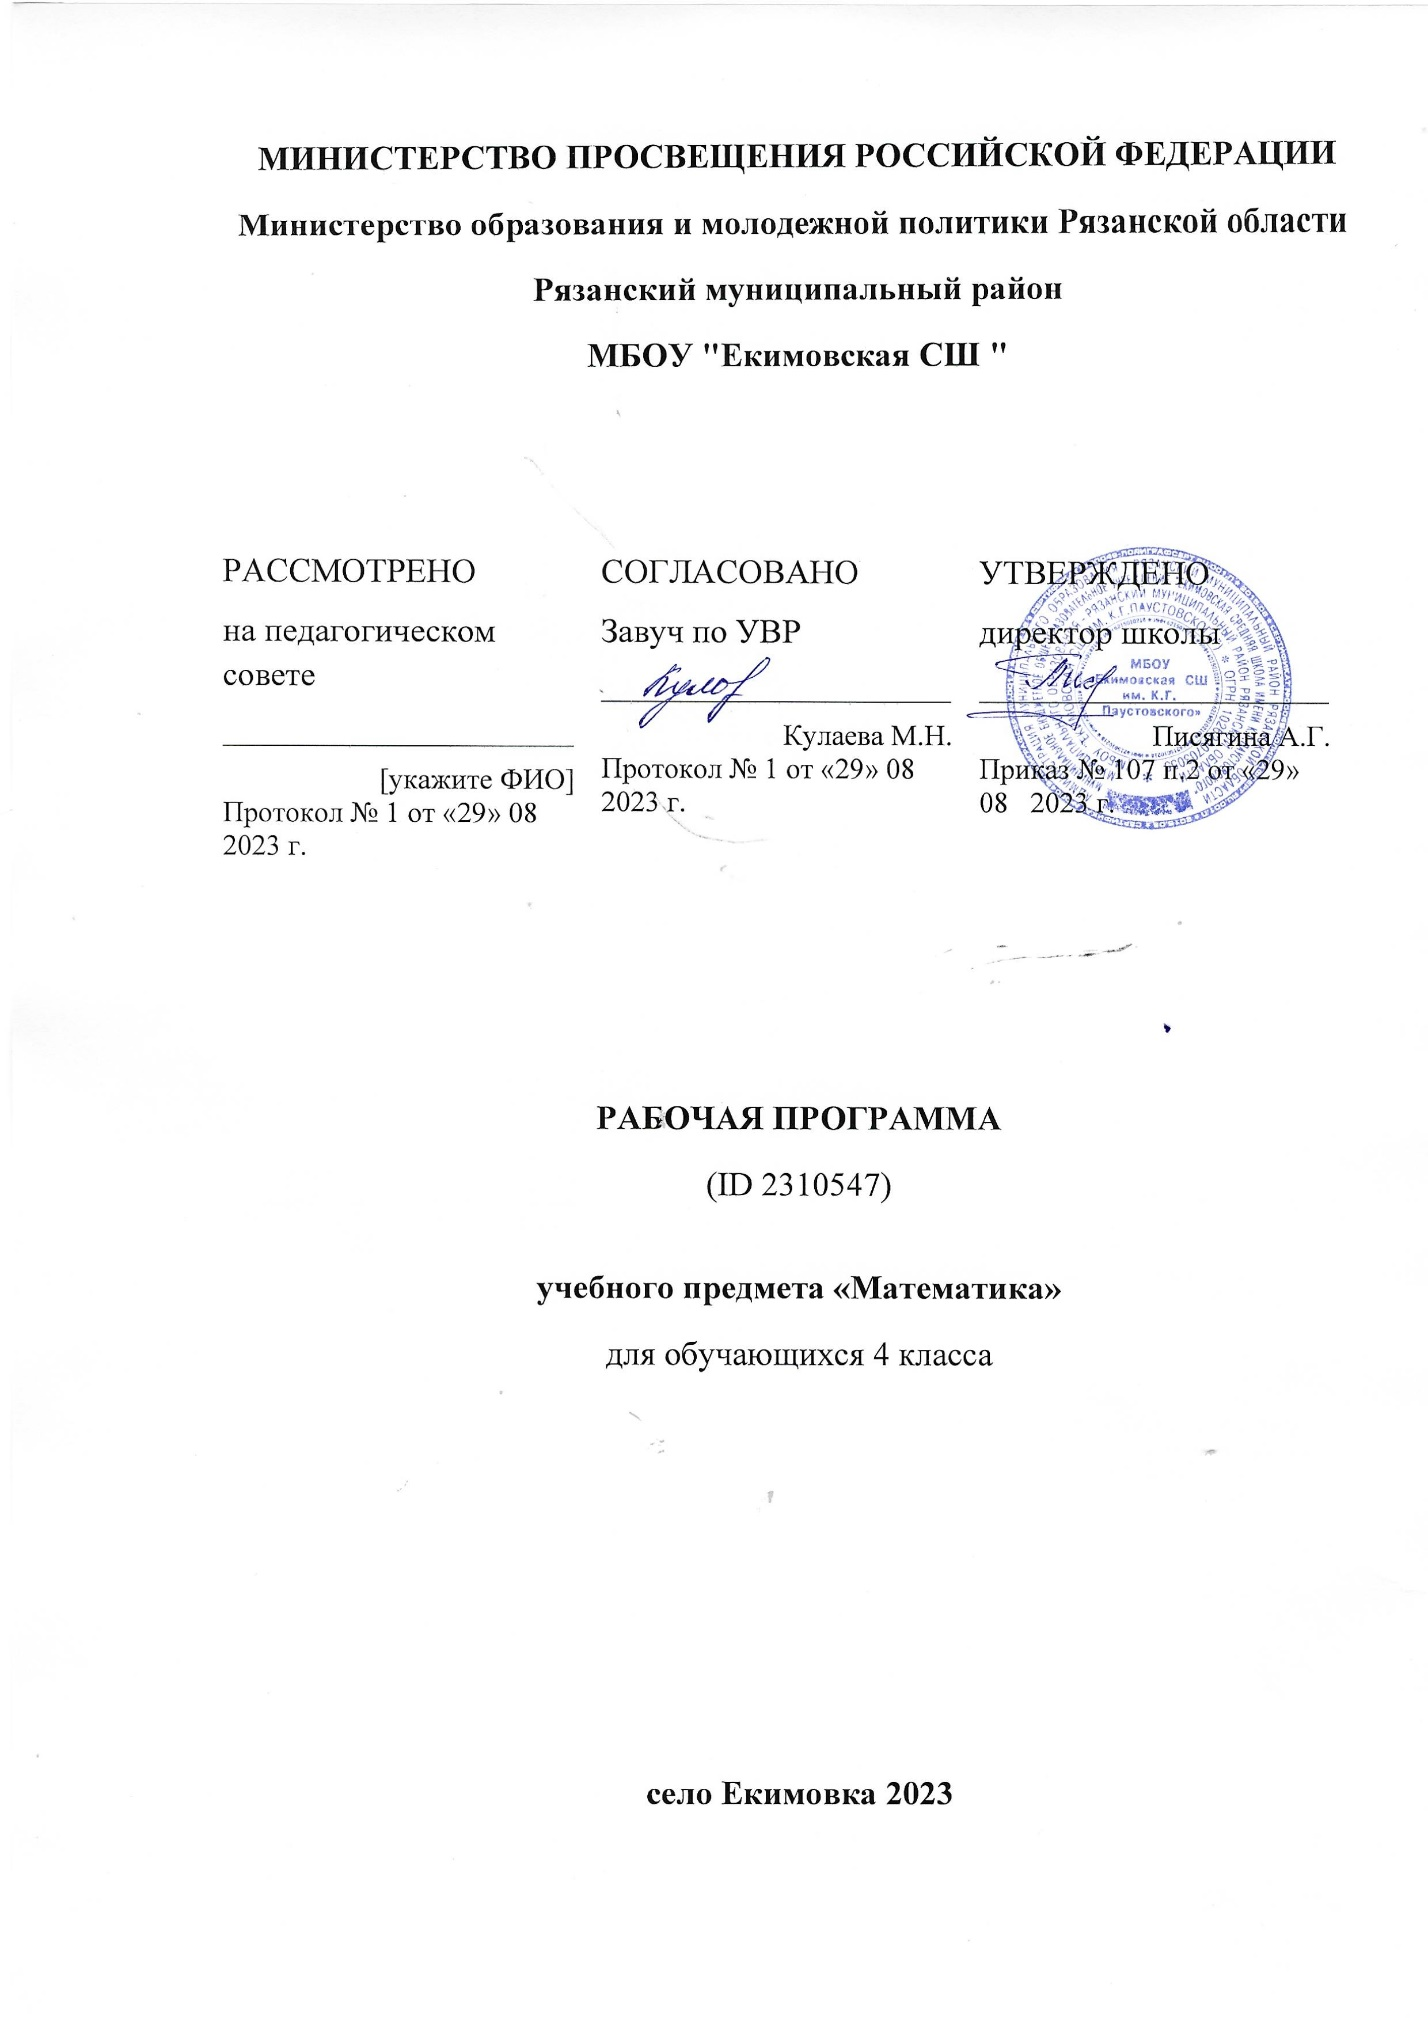 МИНИСТЕРСТВО ПРОСВЕЩЕНИЯ РОССИЙСКОЙ ФЕДЕРАЦИИ
Министерство образования и молодежной политики Рязанской области
Рязанский муниципальный район
МБОУ "Екимовская СШ "
РАССМОТРЕНО
на педагогическом
совете
[укажите ФИО]
Протокол № 1 от «29» 08
2023 г.
СОГЛАСОВАНО
Завуч по УВР
Кулаева М.Н.
Протокол № 1 от «29» 08
2023 г.
УТВЕРЖДЕНО
директор школы
Писягина А.Г.
Приказ № 107 п.2 от «29»
08 2023 г.
МБОУ
Екимовская СШ
им. К.Г.
Паустовского»
РАБОЧАЯ ПРОГРАММА
(ID 2310547)
учебного предмета «Математика»
для обучающихся 4 класса
село Екимовка 2023